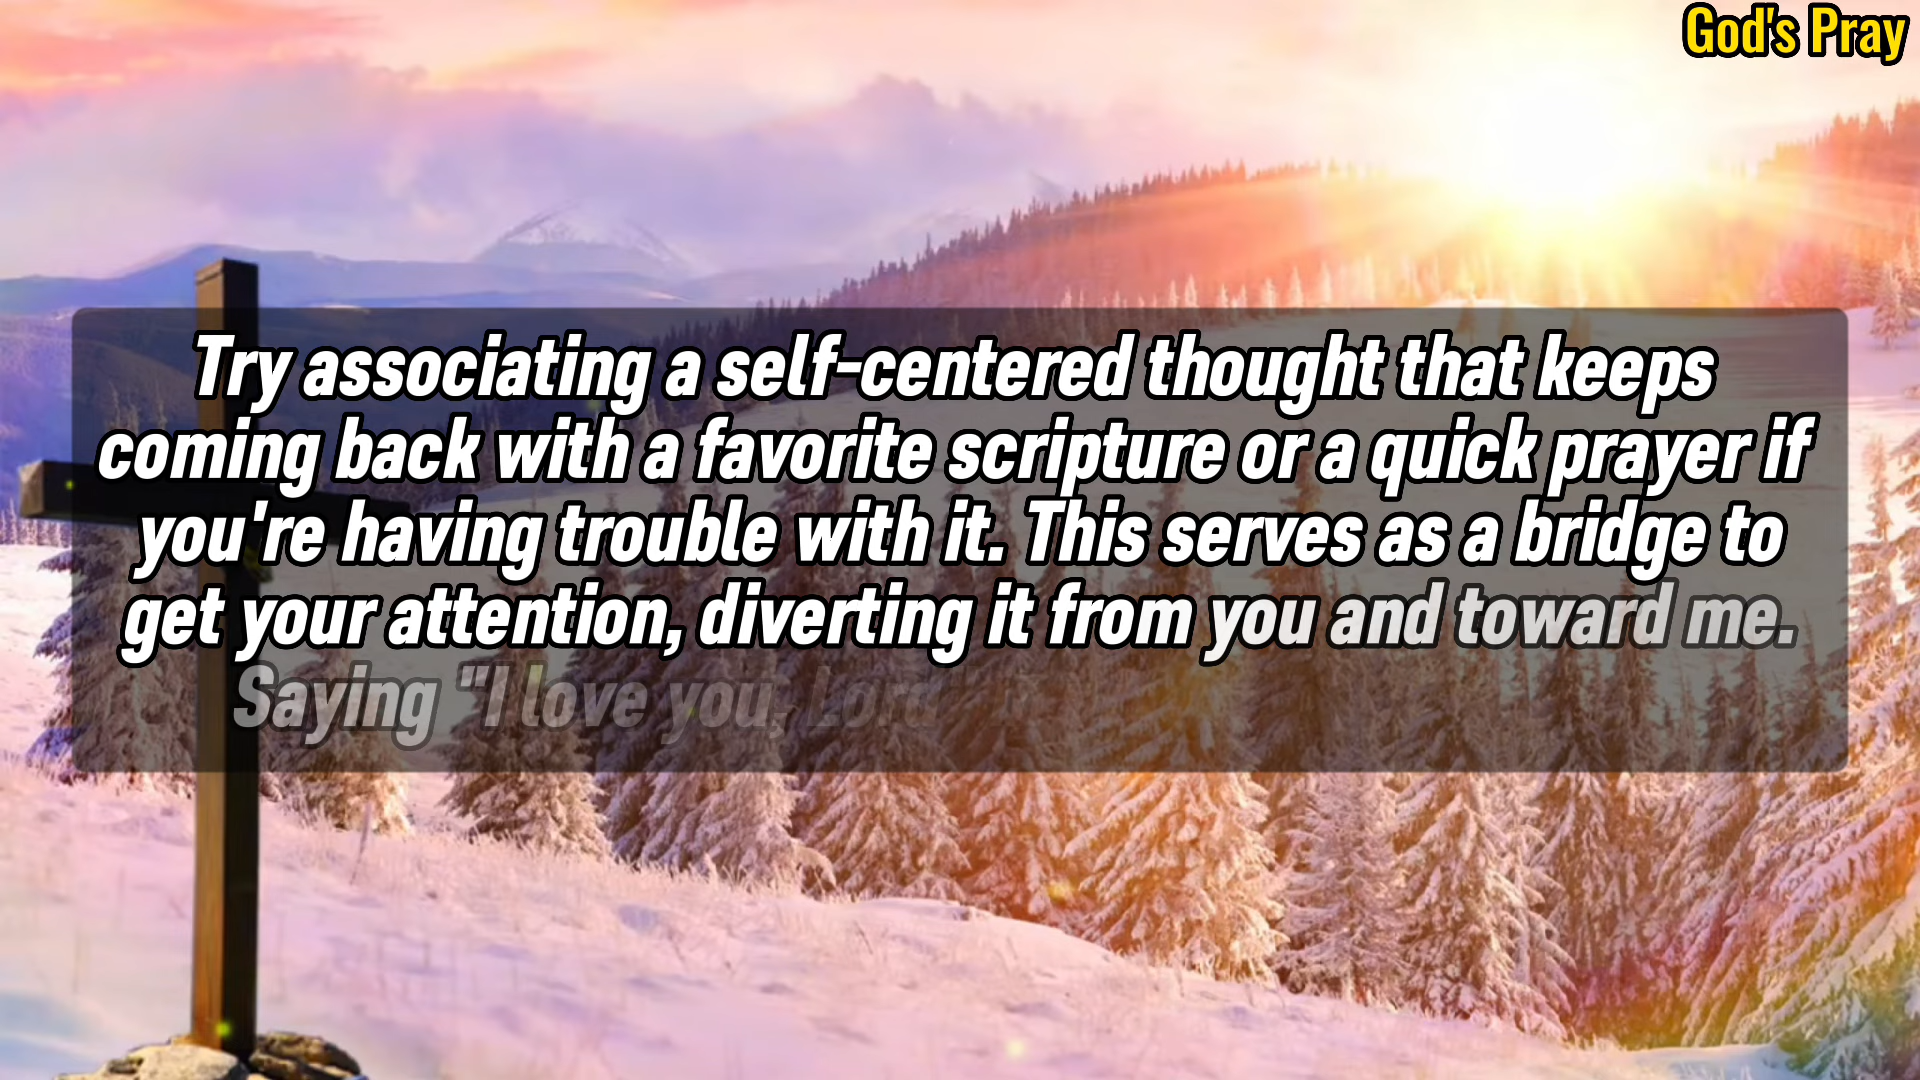 God's Pray
Try associating a self-centered thought that keeps
coming back with a favorite scripture or a quick prayer if
you're having trouble with it. This serves as a bridge to
get your attention, diverting it from you and toward me.
Saying "I love you, Lord"